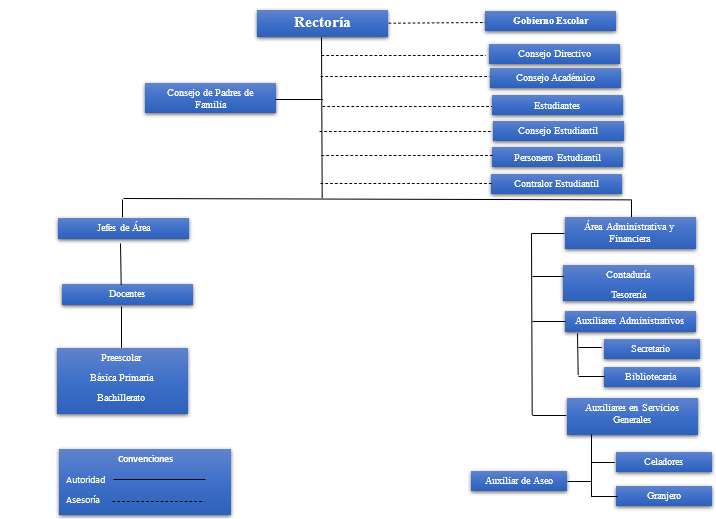 Rectoría
Gobierno Escolar
Consejo Directivo
Consejo Académico
Consejo de Padres de
Familia
Estudiantes
Consejo Estudiantil
Personero Estudiantil
Contralor Estudiantil
Jefes de Área
Docentes
Preescolar
Básica Primaria
Bachillerato
Área Administrativa y
Financiera
Contaduría
Tesorería
Auxiliares Administrativos
Secretario
Bibliotecaria
Auxiliares en Servicios
Generales
Celadores
Auxiliar de Aseo
Granjero
Convenciones
Autoridad
Asesoría